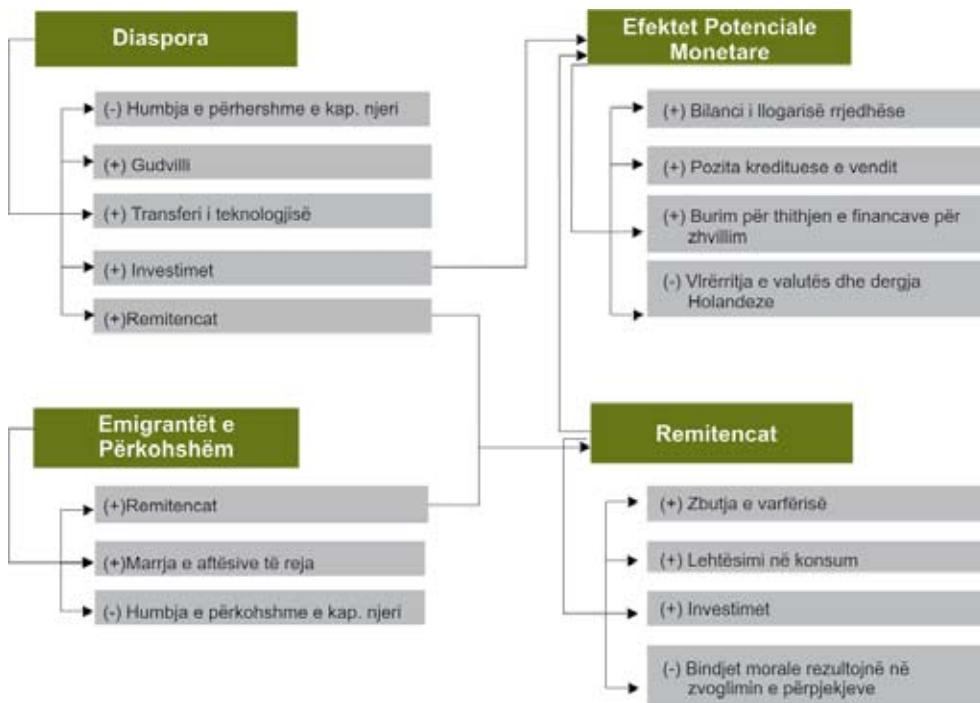 Diaspora
(-) Humbja e përhershme e kap. njeri
(+) Gudvilli
(+) Transferi i teknologjisë
(+) Investimet
(+)Remitencat
Emigrantët e
Përkohshëm
(+)Remitencat
(+)Marrja e aftësive të reja
(-) Humbja e përkohshme e kap. njeri
Efektet Potenciale
Monetare
(+) Bilanci i llogarisë rrjedhëse
(+) Pozita kredituese e vendit
(+) Burim për thithjen e financave për
zhvillim
(-) Vlrërritja e valutës dhe dergja
Holandeze
Remitencat
(+) Zbutja e varfërisë
(+) Lehtësimi në konsum
(+) Investimet
(-) Bindjet morale rezultojnë në
zvoglimin e përpjekjeve